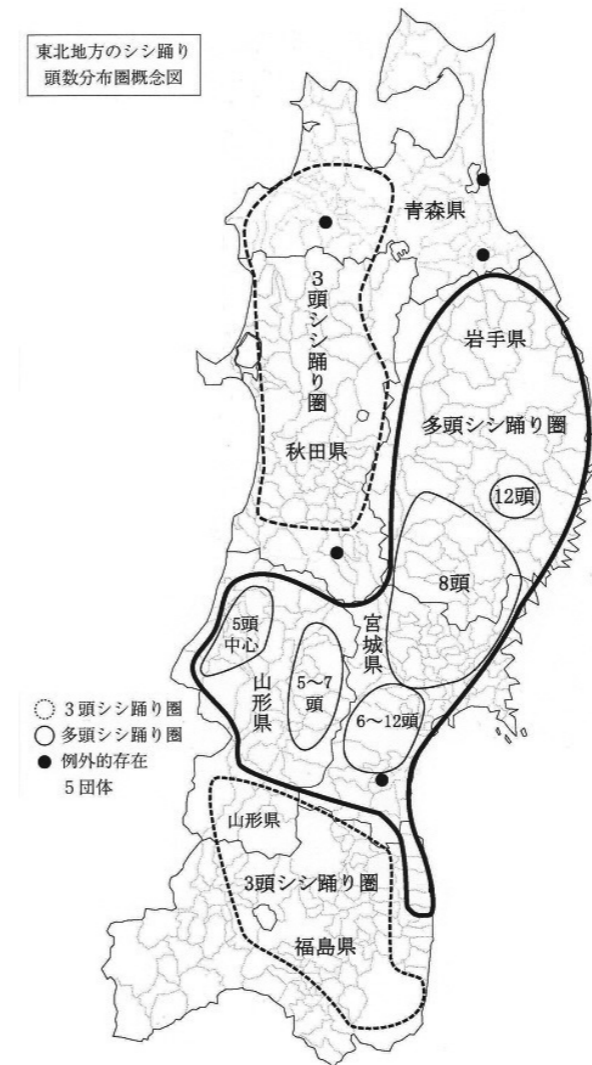 東北地方のシシ踊り
頭数分布圏概念図
青森県
3頭シシ踊り圏
岩手県
多頭シシ踊り圏
秋田県
12頭
8頭
宮城県
5頭
中心
5〜7
頭
山形県
6〜12頭
3頭シシ踊り圏
多頭シシ踊り圏
例外的存在
5団体
山形県
3頭シシ踊り圏
福島県